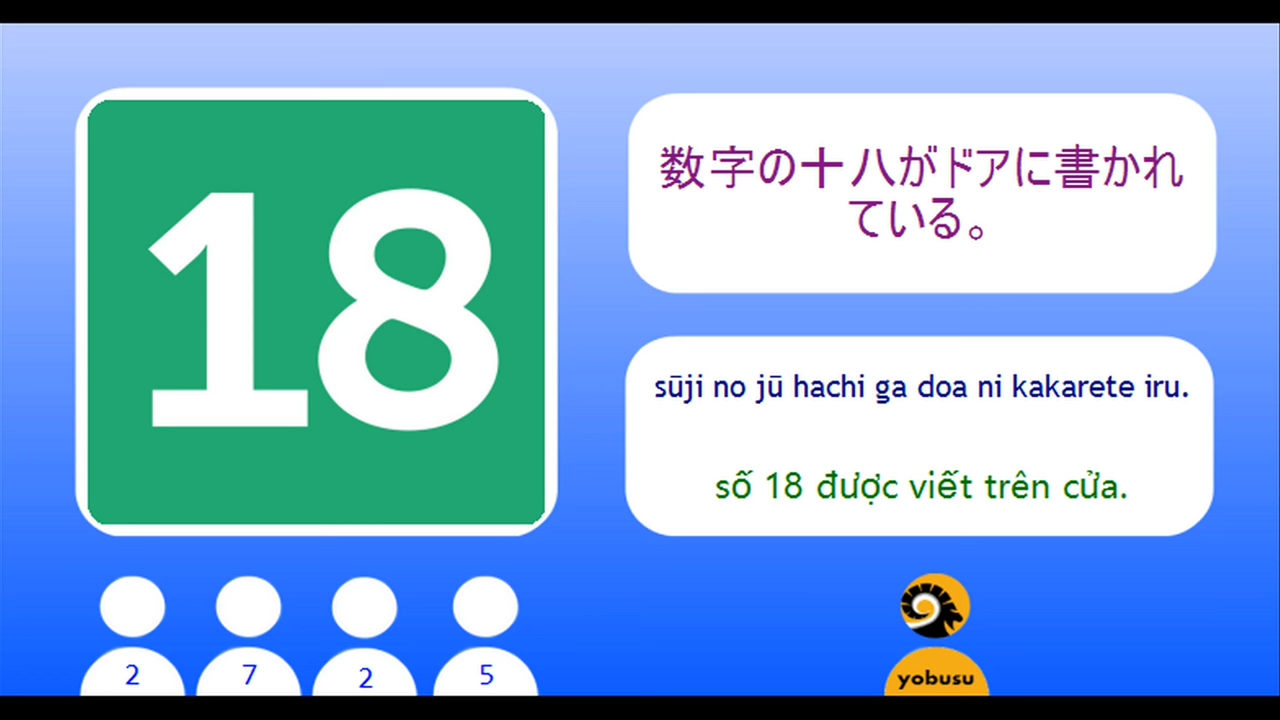 18
数字の十八がドアに書かれ
ている。
sūji no jū hachi ga doa ni kakarete iru.
số 18 được viết trên cửa.
2 7 2 5
yobusu